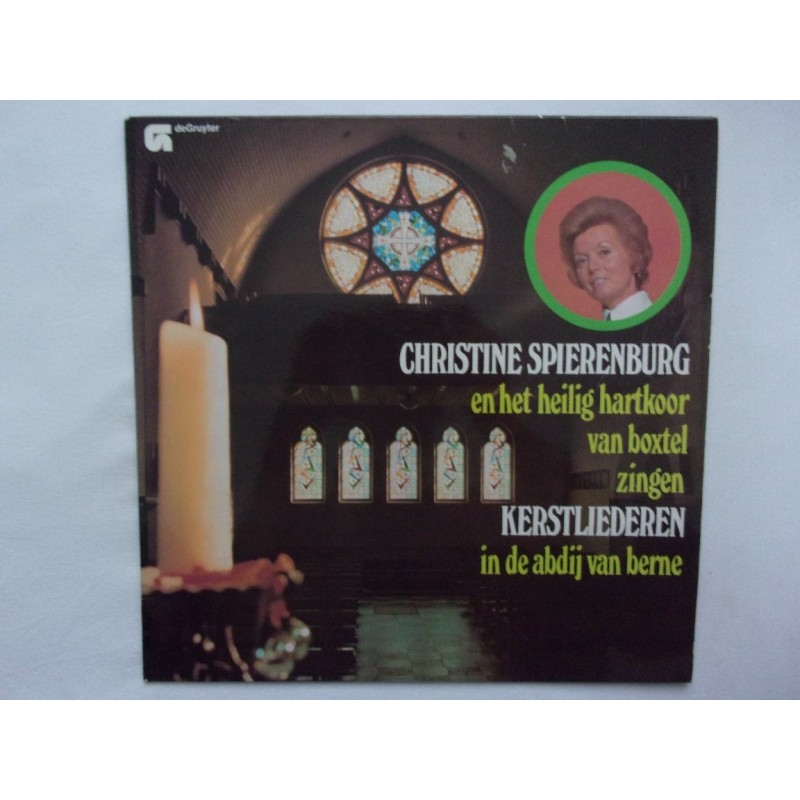 deGruyter
CHRISTINE SPIERENBURG
en het heilig hartkoor
van boxtel
zingen
KERSTLIEDEREN
in de abdij van berne